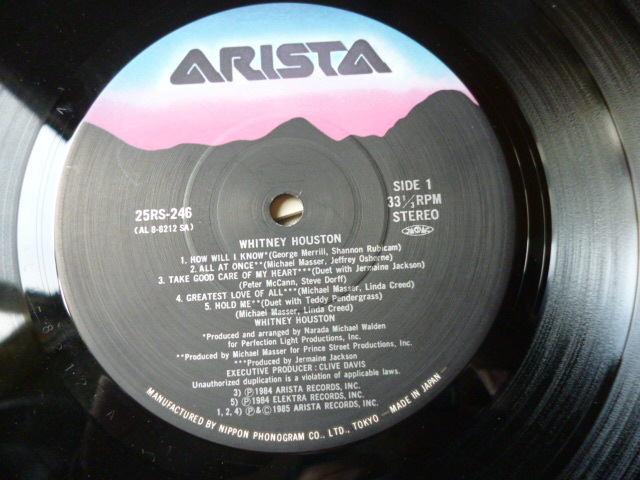 ARISTA
25RS-246
(AL 8-8212 SA)
SIDE 1
33 1/3 RPM
STEREO
WHITNEY HOUSTON
1. HOW WILL I KNOW*(George Merrill, Shannon Rubicam)
2. ALL AT ONCE**(Michael Masser, Jeffrey Osborne)
3. TAKE GOOD CARE OF MY HEART***(Duet with Jermaine Jackson)
(Peter McCann, Steve Dorff)
4. GREATEST LOVE OF ALL**(Michael Masser, Linda Creed)
5. HOLD ME**(Duet with Teddy Pendergrass)
(Michael Masser, Linda Creed)
WHITNEY HOUSTON
*Produced and arranged by Narada Michael Walden
for Perfection Light Productions, Inc.
**Produced by Michael Masser for Prince Street Productions, Inc.
***Produced by Jermaine Jackson
EXECUTIVE PRODUCER : CLIVE DAVIS
Unauthorized duplication is a violation of applicable laws.
3) Ⓟ 1984 ARISTA RECORDS, INC.
5) Ⓟ 1984 ELEKTRA RECORDS, INC.
1, 2, 4) Ⓟ&© 1985 ARISTA RECORDS, INC.
MANUFACTURED BY NIPPON PHONOGRAM CO., LTD., TOKYO — MADE IN JAPAN —